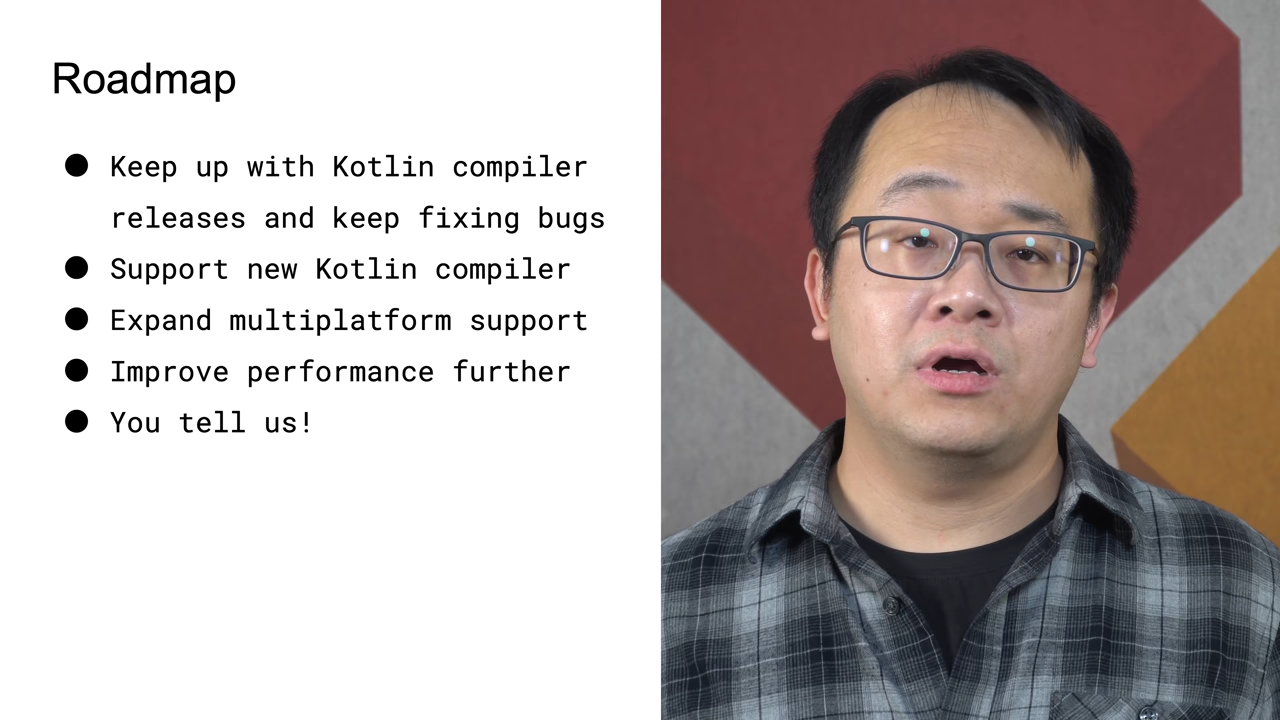 Roadmap
● Keep up with Kotlin compiler
releases and keep fixing bugs
● Support new Kotlin compiler
● Expand multiplatform support
● Improve performance further
● You tell us!